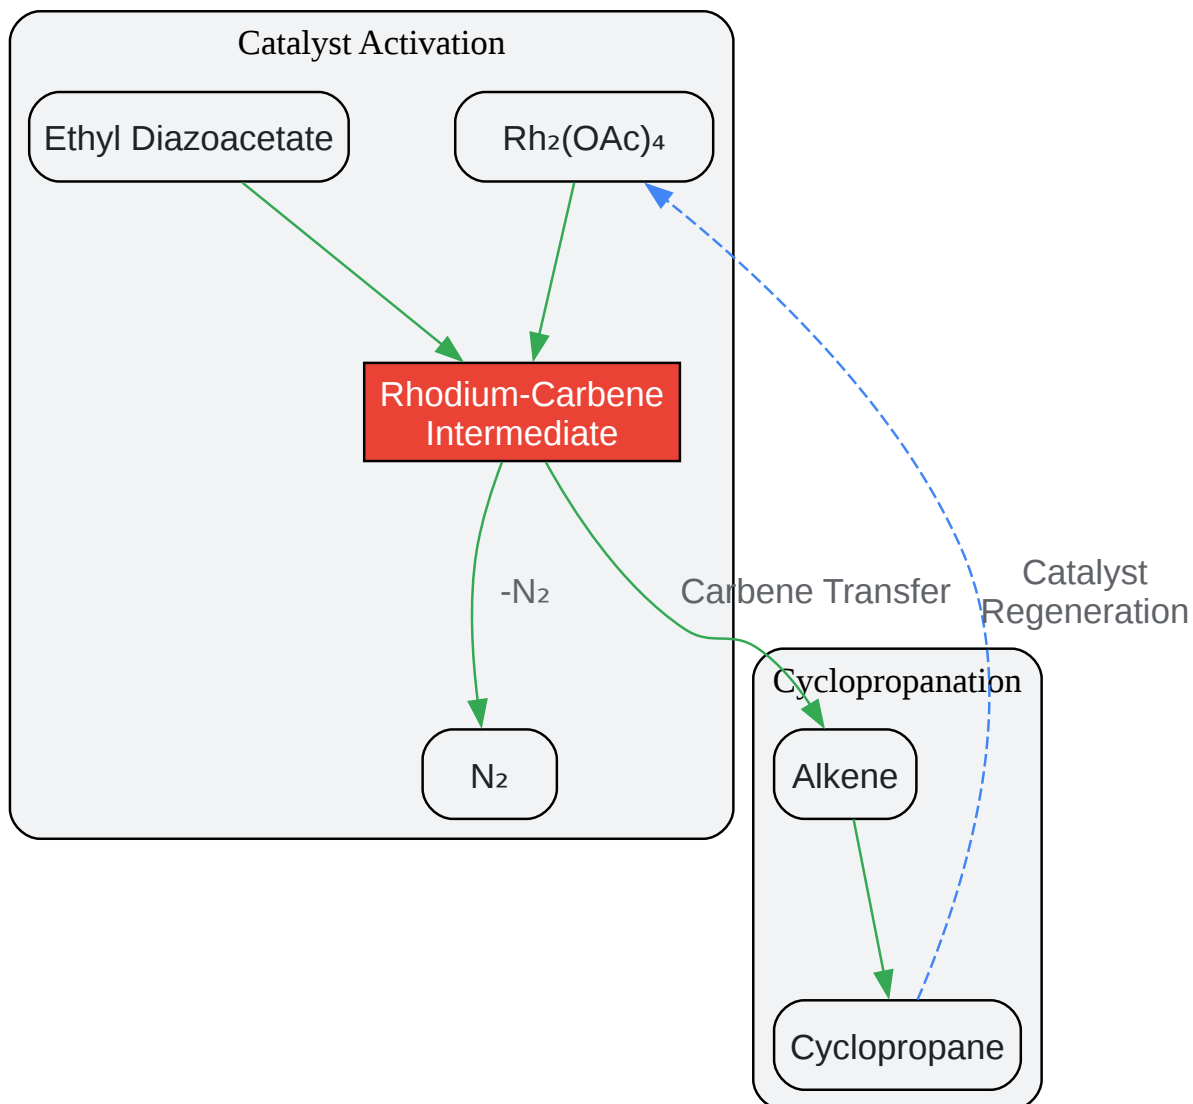 Catalyst Activation
Ethyl Diazoacetate
Rh₂(OAc)₄
Rhodium-Carbene
Intermediate
-N₂
Carbene Transfer
Catalyst
Regeneration
Cyclopropanation
N₂
Alkene
Cyclopropane